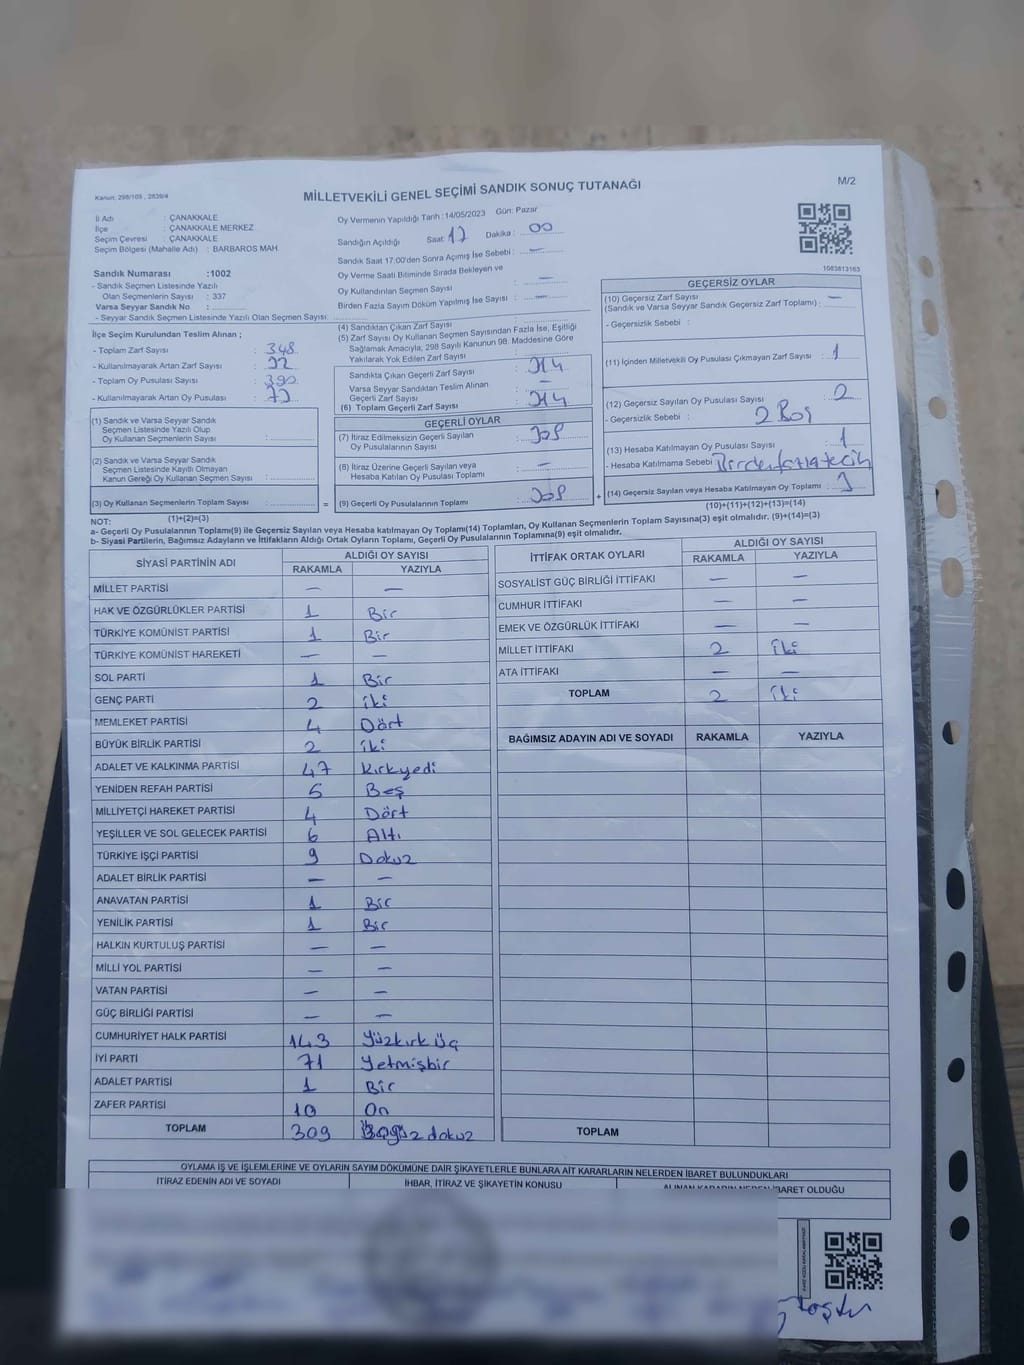 Kanun: 298/105, 2839/4
MİLLETVEKİLİ GENEL SEÇİMİ SANDIK SONUÇ TUTANAĞI
M/2
İl Adı : ÇANAKKALE
İlçe : ÇANAKKALE MERKEZ
Seçim Çevresi : ÇANAKKALE
Seçim Bölgesi (Mahalle Adı) : BARBAROS MAH.
Oy Vermenin Yapıldığı Tarih :14/05/2023 Gün: Pazar
Sandığın Açıldığı Saat: 17 Dakika : 00
Sandık Saat 17:00'den Sonra Açımış İse Sebebi : —
Oy Verme Saati Bitiminde Sırada Bekleyen ve
Oy Kullandırılan Seçmen Sayısı : —
Birden Fazla Sayım Döküm Yapılmış İse Sayısı : —
1083813163
Sandık Numarası :1002
- Sandık Seçmen Listesinde Yazılı
Olan Seçmenlerin Sayısı : 337
Varsa Seyyar Sandık No :
- Seyyar Sandık Seçmen Listesinde Yazılı Olan Seçmen Sayısı:
İlçe Seçim Kurulundan Teslim Alınan ;
- Toplam Zarf Sayısı : 348
- Kullanılmayarak Artan Zarf Sayısı :
- Toplam Oy Pusulası Sayısı :
- Kullanılmayarak Artan Oy Pusulası :
(1) Sandık ve Varsa Seyyar Sandık
Seçmen Listesinde Yazılı Olup
Oy Kullanan Seçmenlerin Sayısı :
(2) Sandık ve Varsa Seyyar Sandık
Seçmen Listesinde Kayıtlı Olmayan
Kanun Gereği Oy Kullanan Seçmen Sayısı :
(3) Oy Kullanan Seçmenlerin Toplam Sayısı :
(1)+(2)=(3)
(4) Sandıktan Çıkan Zarf Sayısı :
(5) Zarf Sayısı Oy Kullanan Seçmen Sayısından Fazla İse, Eşitliği
Sağlamak Amacıyla, 298 Sayılı Kanunun 98. Maddesine Göre
Yakılarak Yok Edilen Zarf Sayısı :
Sandıkta Çıkan Geçerli Zarf Sayısı : 314
Varsa Seyyar Sandıktan Teslim Alınan
Geçerli Zarf Sayısı : —
(6) Toplam Geçerli Zarf Sayısı : 314
GEÇERLİ OYLAR
(7) İtiraz Edilmeksizin Geçerli Sayılan
Oy Pusulalarının Sayısı :
(8) İtiraz Üzerine Geçerli Sayılan veya
Hesaba Katılan Oy Pusulası Toplamı : —
= (9) Geçerli Oy Pusulalarının Toplamı :
GEÇERSİZ OYLAR
(10) Geçersiz Zarf Sayısı
(Sandık ve Varsa Seyyar Sandık Geçersiz Zarf Toplamı) : —
- Geçersizlik Sebebi :
(11) İçinden Milletvekili Oy Pusulası Çıkmayan Zarf Sayısı : 1
(12) Geçersiz Sayılan Oy Pusulası Sayısı : 2
- Geçersizlik Sebebi : 2 Boş
(13) Hesaba Katılmayan Oy Pusulası Sayısı : 1
- Hesaba Katılmama Sebebi : Birden fazla tercih
+ (14) Geçersiz Sayılan veya Hesaba Katılmayan Oy Toplamı :
(10)+(11)+(12)+(13)=(14)
NOT:
a- Geçerli Oy Pusulalarının Toplamı(9) ile Geçersiz Sayılan veya Hesaba katılmayan Oy Toplamı(14) Toplamları, Oy Kullanan Seçmenlerin Toplam Sayısına(3) eşit olmalıdır. (9)+(14)=(3)
b- Siyasi Partilerin, Bağımsız Adayların ve İttifakların Aldığı Ortak Oyların Toplamı, Geçerli Oy Pusulalarının Toplamına(9) eşit olmalıdır.
SİYASİ PARTİNİN ADI ALDIĞI OY SAYISI
RAKAMLA YAZIYLA
MİLLET PARTİSİ — —
HAK VE ÖZGÜRLÜKLER PARTİSİ 1 Bir
TÜRKİYE KOMÜNİST PARTİSİ 1 Bir
TÜRKİYE KOMÜNİST HAREKETİ — —
SOL PARTİ 1 Bir
GENÇ PARTİ 2 iki
MEMLEKET PARTİSİ 4 Dört
BÜYÜK BİRLİK PARTİSİ 2 iki
ADALET VE KALKINMA PARTİSİ 47 Kırkyedi
YENİDEN REFAH PARTİSİ 5 Beş
MİLLİYETÇİ HAREKET PARTİSİ 4 Dört
YEŞİLLER VE SOL GELECEK PARTİSİ 6 Altı
TÜRKİYE İŞÇİ PARTİSİ 9 Dokuz
ADALET BİRLİK PARTİSİ — —
ANAVATAN PARTİSİ 1 Bir
YENİLİK PARTİSİ 1 Bir
HALKIN KURTULUŞ PARTİSİ — —
MİLLİ YOL PARTİSİ — —
VATAN PARTİSİ — —
GÜÇ BİRLİĞİ PARTİSİ — —
CUMHURİYET HALK PARTİSİ 143 Yüzkırk üç
İYİ PARTİ 71 Yetmişbir
ADALET PARTİSİ 1 Bir
ZAFER PARTİSİ 10 On
TOPLAM 309 dokuz
İTTİFAK ORTAK OYLARI ALDIĞI OY SAYISI
RAKAMLA YAZIYLA
SOSYALİST GÜÇ BİRLİĞİ İTTİFAKI — —
CUMHUR İTTİFAKI — —
EMEK VE ÖZGÜRLÜK İTTİFAKI — —
MİLLET İTTİFAKI 2 iki
ATA İTTİFAKI — —
TOPLAM 2 iki
BAĞIMSIZ ADAYIN ADI VE SOYADI RAKAMLA YAZIYLA
TOPLAM
OYLAMA İŞ VE İŞLEMLERİNE VE OYLARIN SAYIM DÖKÜMÜNE DAİR ŞİKAYETLERLE BUNLARA AİT KARARLARIN NELERDEN İBARET BULUNDUKLARI
İTİRAZ EDENİN ADI VE SOYADI İHBAR, İTİRAZ VE ŞİKAYETİN KONUSU ALINAN KARARIN NEDEN İBARET OLDUĞU